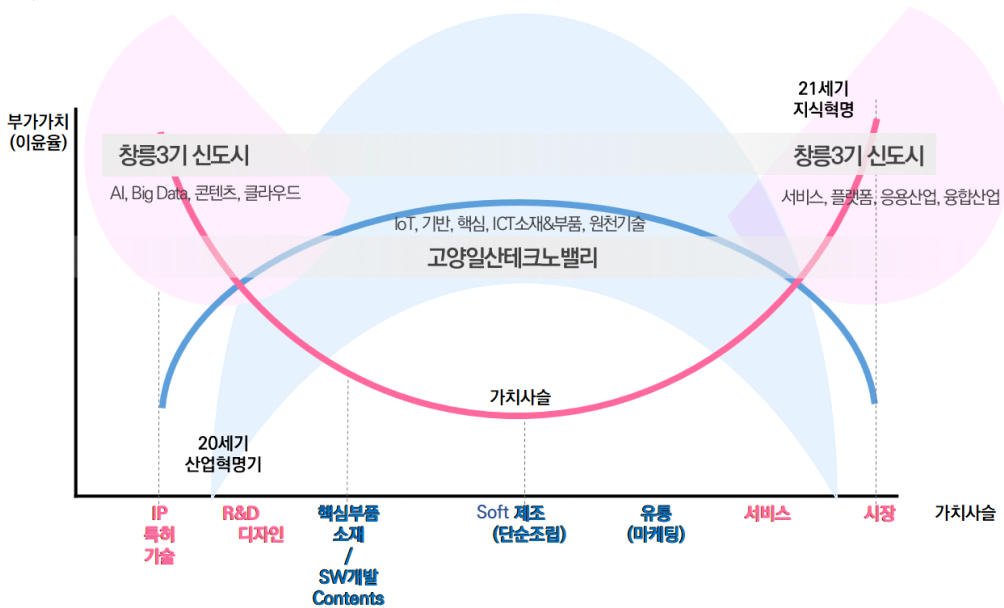 21세기
지식혁명
부가가치
(이윤율)
창릉3기 신도시
창릉3기 신도시
AI, Big Data, 콘텐츠, 클라우드
서비스, 플랫폼, 응용산업, 융합산업
IoT, 기반, 핵심, ICT소재&부품, 원천기술
고양일산테크노밸리
가치사슬
20세기
산업혁명기
IP
특허
기술
R&D
디자인
핵심부품
소재
/
SW개발
Contents
Soft 제조
(단순조립)
유통
(마케팅)
서비스
시장
가치사슬